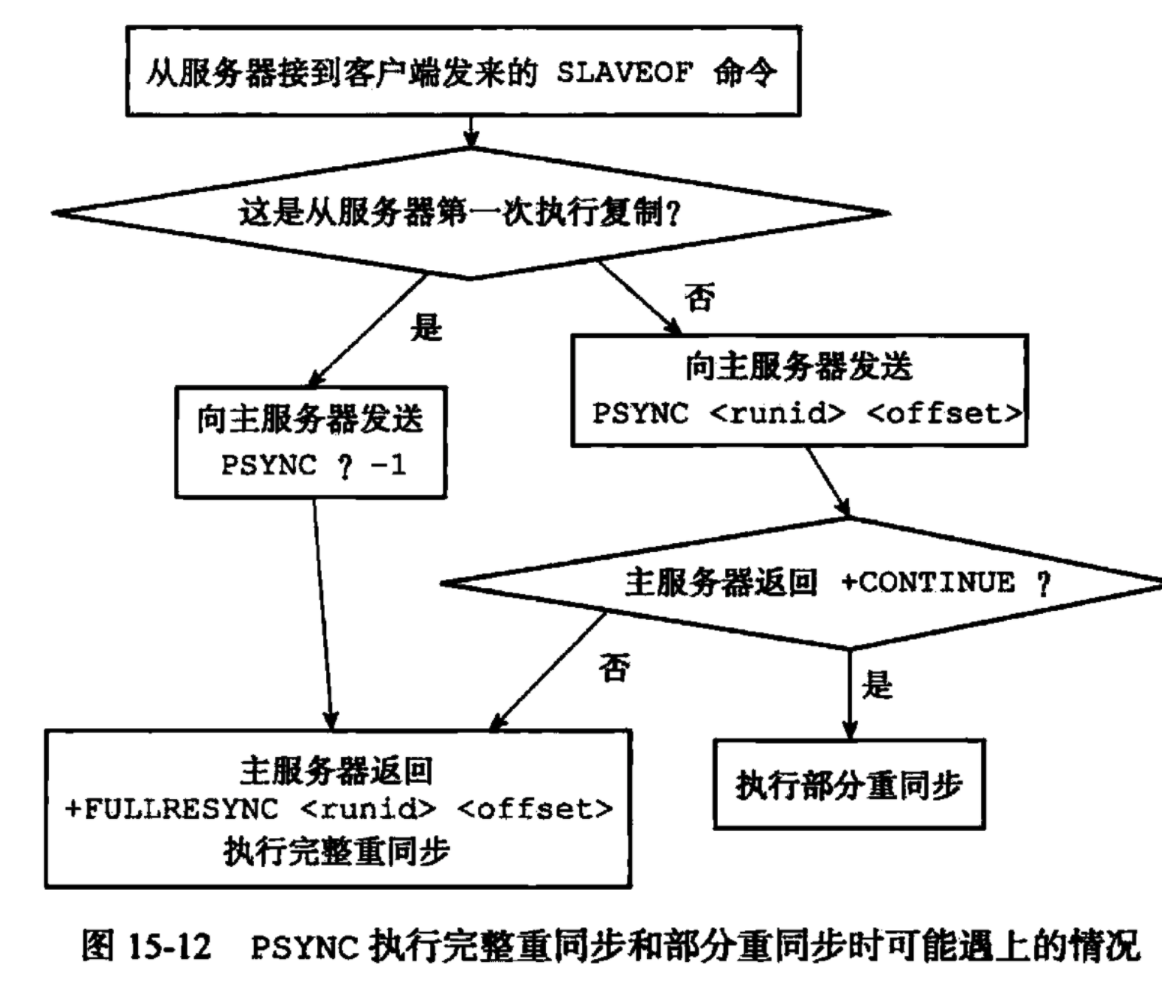 从服务器接到客户端发来的 SLAVEOF 命令
这是从服务器第一次执行复制?
是
否
向主服务器发送
PSYNC ? -1
向主服务器发送
PSYNC <runid> <offset>
主服务器返回 +CONTINUE ?
否
是
主服务器返回
+FULLRESYNC <runid> <offset>
执行完整重同步
执行部分重同步
图 15-12 PSYNC 执行完整重同步和部分重同步时可能遇上的情况